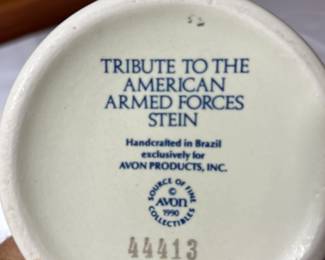 TRIBUTE TO THE
AMERICAN
ARMED FORCES
STEIN
Handcrafted in Brazil
exclusively for
AVON PRODUCTS, INC.
SOURCE OF FINE
©
AVON
1990
COLLECTIBLES
44413